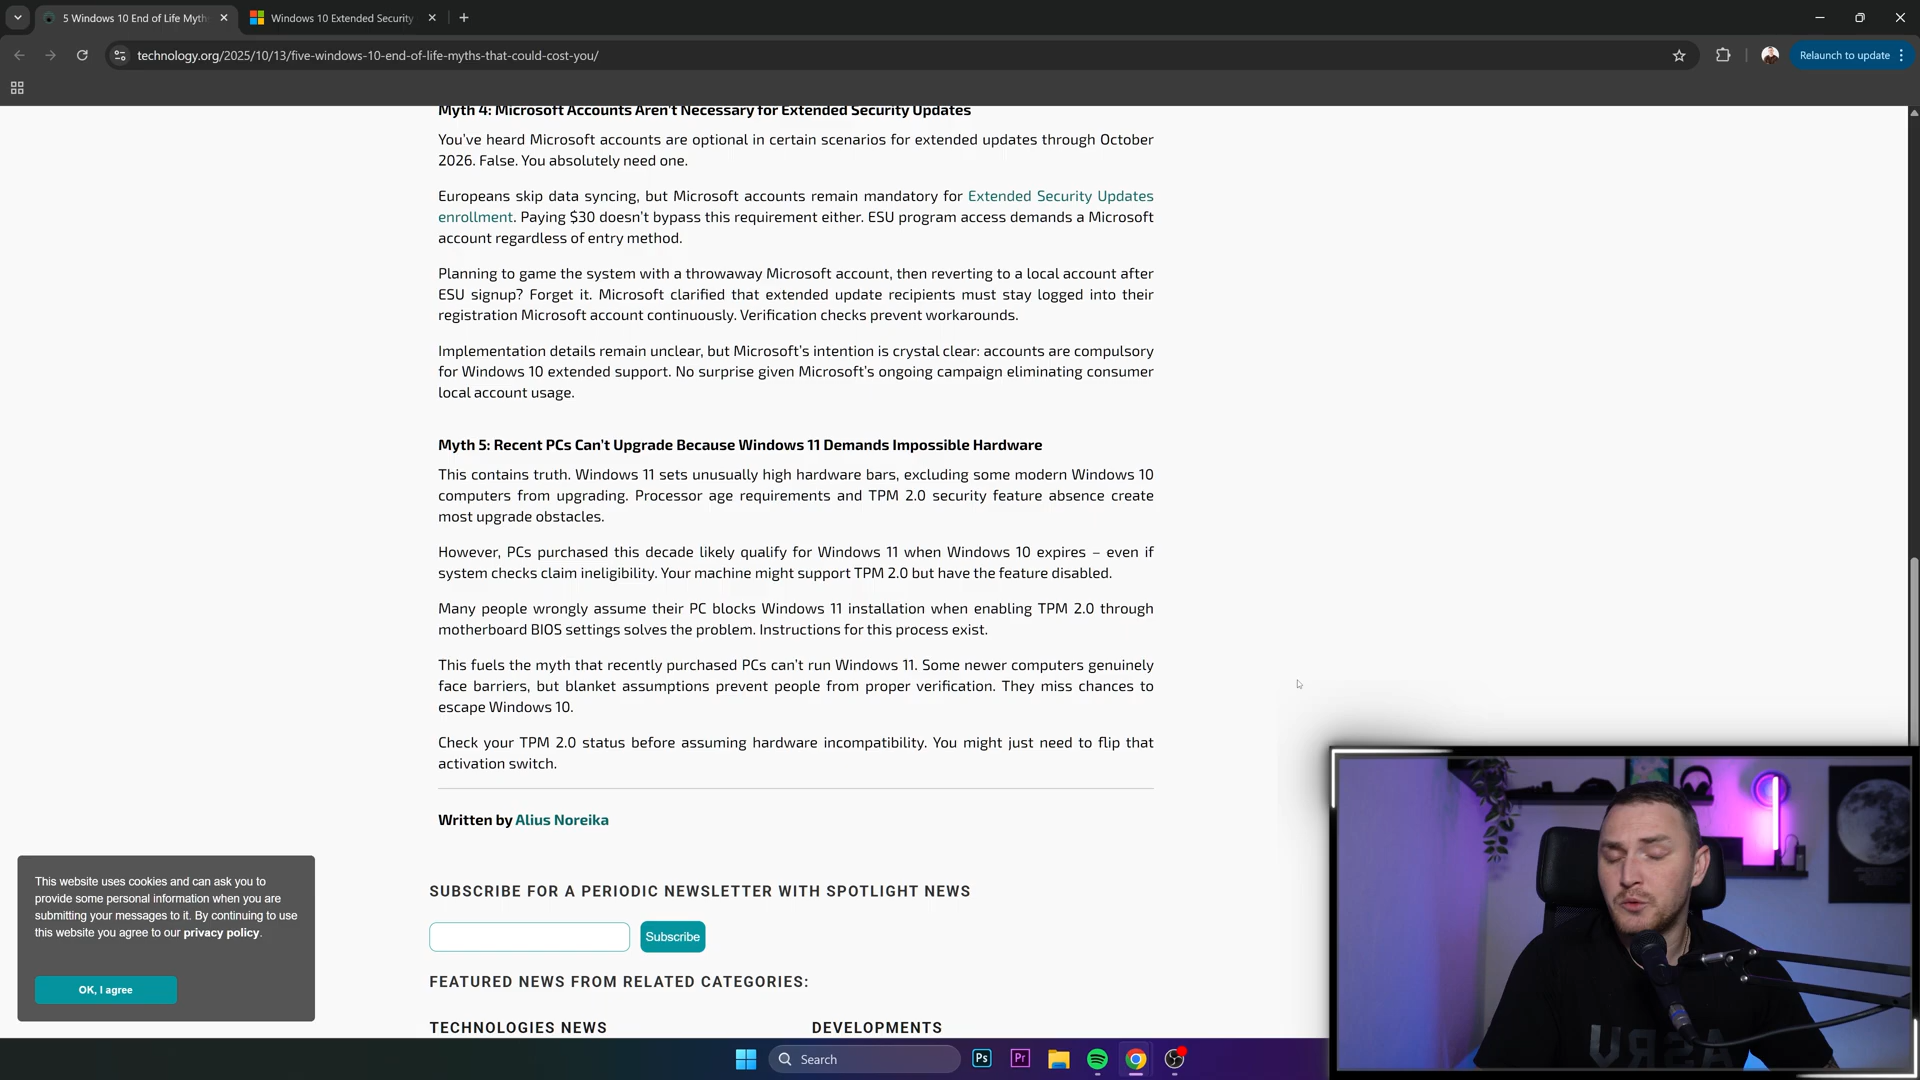 5 Windows 10 End of Life Myth
Windows 10 Extended Security
technology.org/2025/10/13/five-windows-10-end-of-life-myths-that-could-cost-you/
Relaunch to update
Myth 4: Microsoft Accounts Aren’t Necessary for Extended Security Updates
You’ve heard Microsoft accounts are optional in certain scenarios for extended updates through October
2026. False. You absolutely need one.
Europeans skip data syncing, but Microsoft accounts remain mandatory for Extended Security Updates
enrollment. Paying $30 doesn’t bypass this requirement either. ESU program access demands a Microsoft
account regardless of entry method.
Planning to game the system with a throwaway Microsoft account, then reverting to a local account after
ESU signup? Forget it. Microsoft clarified that extended update recipients must stay logged into their
registration Microsoft account continuously. Verification checks prevent workarounds.
Implementation details remain unclear, but Microsoft’s intention is crystal clear: accounts are compulsory
for Windows 10 extended support. No surprise given Microsoft’s ongoing campaign eliminating consumer
local account usage.
Myth 5: Recent PCs Can’t Upgrade Because Windows 11 Demands Impossible Hardware
This contains truth. Windows 11 sets unusually high hardware bars, excluding some modern Windows 10
computers from upgrading. Processor age requirements and TPM 2.0 security feature absence create
most upgrade obstacles.
However, PCs purchased this decade likely qualify for Windows 11 when Windows 10 expires – even if
system checks claim ineligibility. Your machine might support TPM 2.0 but have the feature disabled.
Many people wrongly assume their PC blocks Windows 11 installation when enabling TPM 2.0 through
motherboard BIOS settings solves the problem. Instructions for this process exist.
This fuels the myth that recently purchased PCs can’t run Windows 11. Some newer computers genuinely
face barriers, but blanket assumptions prevent people from proper verification. They miss chances to
escape Windows 10.
Check your TPM 2.0 status before assuming hardware incompatibility. You might just need to flip that
activation switch.
Written by Alius Noreika
This website uses cookies and can ask you to
provide some personal information when you are
submitting your messages to it. By continuing to use
this website you agree to our privacy policy.
OK, I agree
SUBSCRIBE FOR A PERIODIC NEWSLETTER WITH SPOTLIGHT NEWS
Subscribe
FEATURED NEWS FROM RELATED CATEGORIES:
TECHNOLOGIES NEWS
DEVELOPMENTS
Search
Ps
Pr